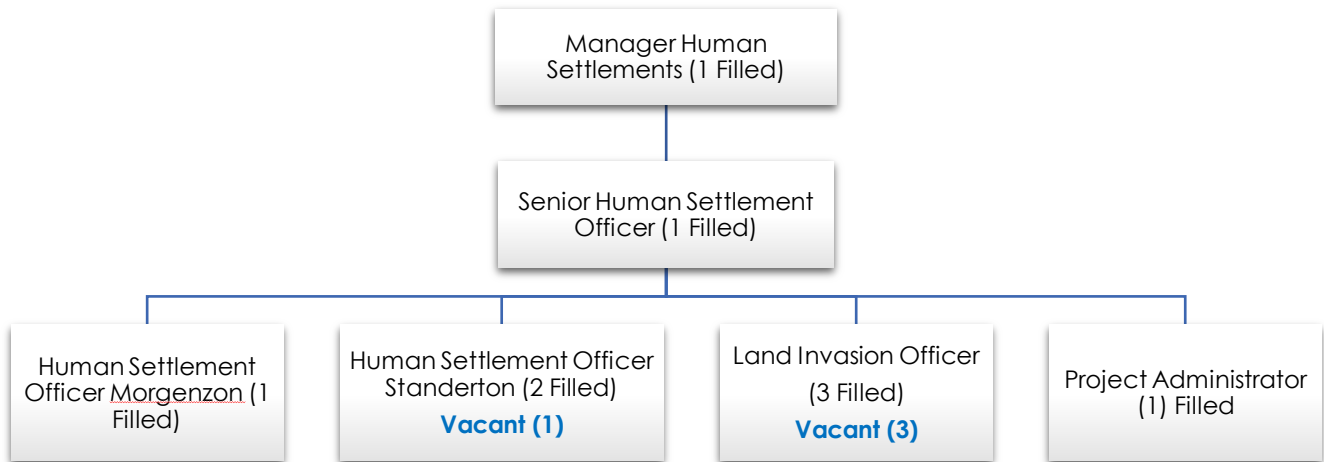 Manager Human
Settlements (1 Filled)
Senior Human Settlement
Officer (1 Filled)
Human Settlement
Officer Morgenzon (1
Filled)
Human Settlement Officer
Standerton (2 Filled)
Vacant (1)
Land Invasion Officer
(3 Filled)
Vacant (3)
Project Administrator
(1) Filled